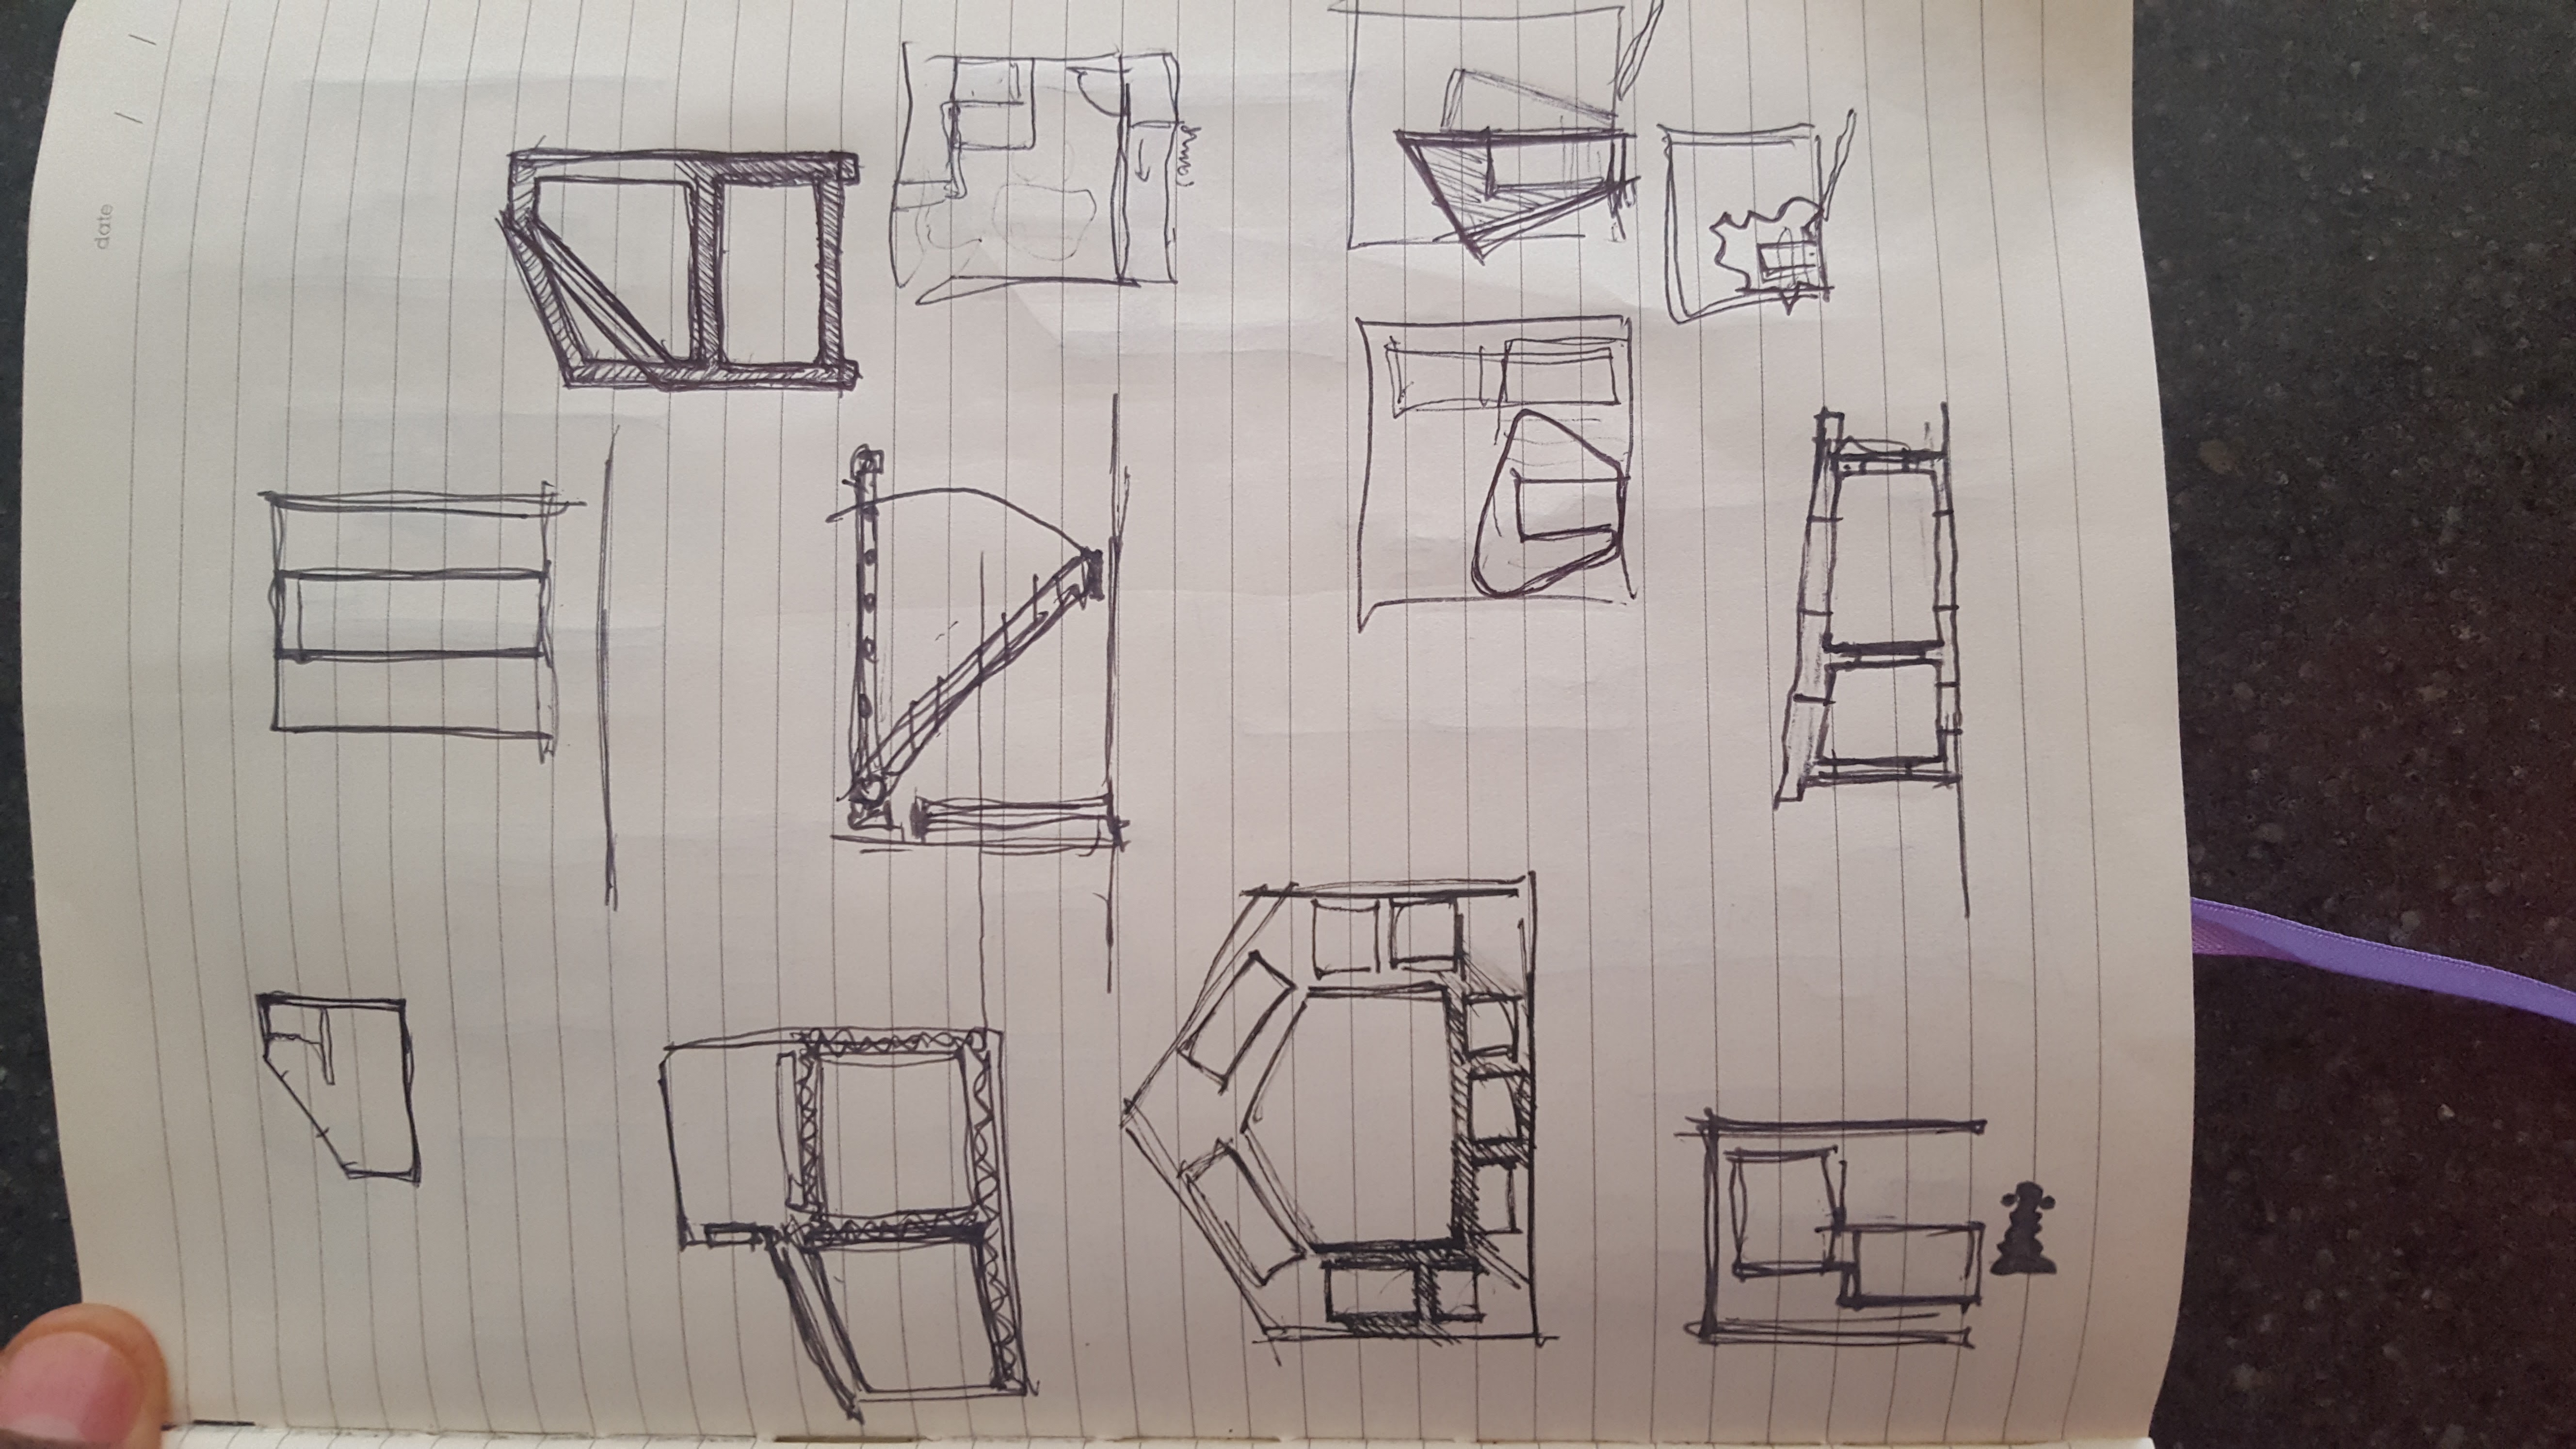 date / /
ramp